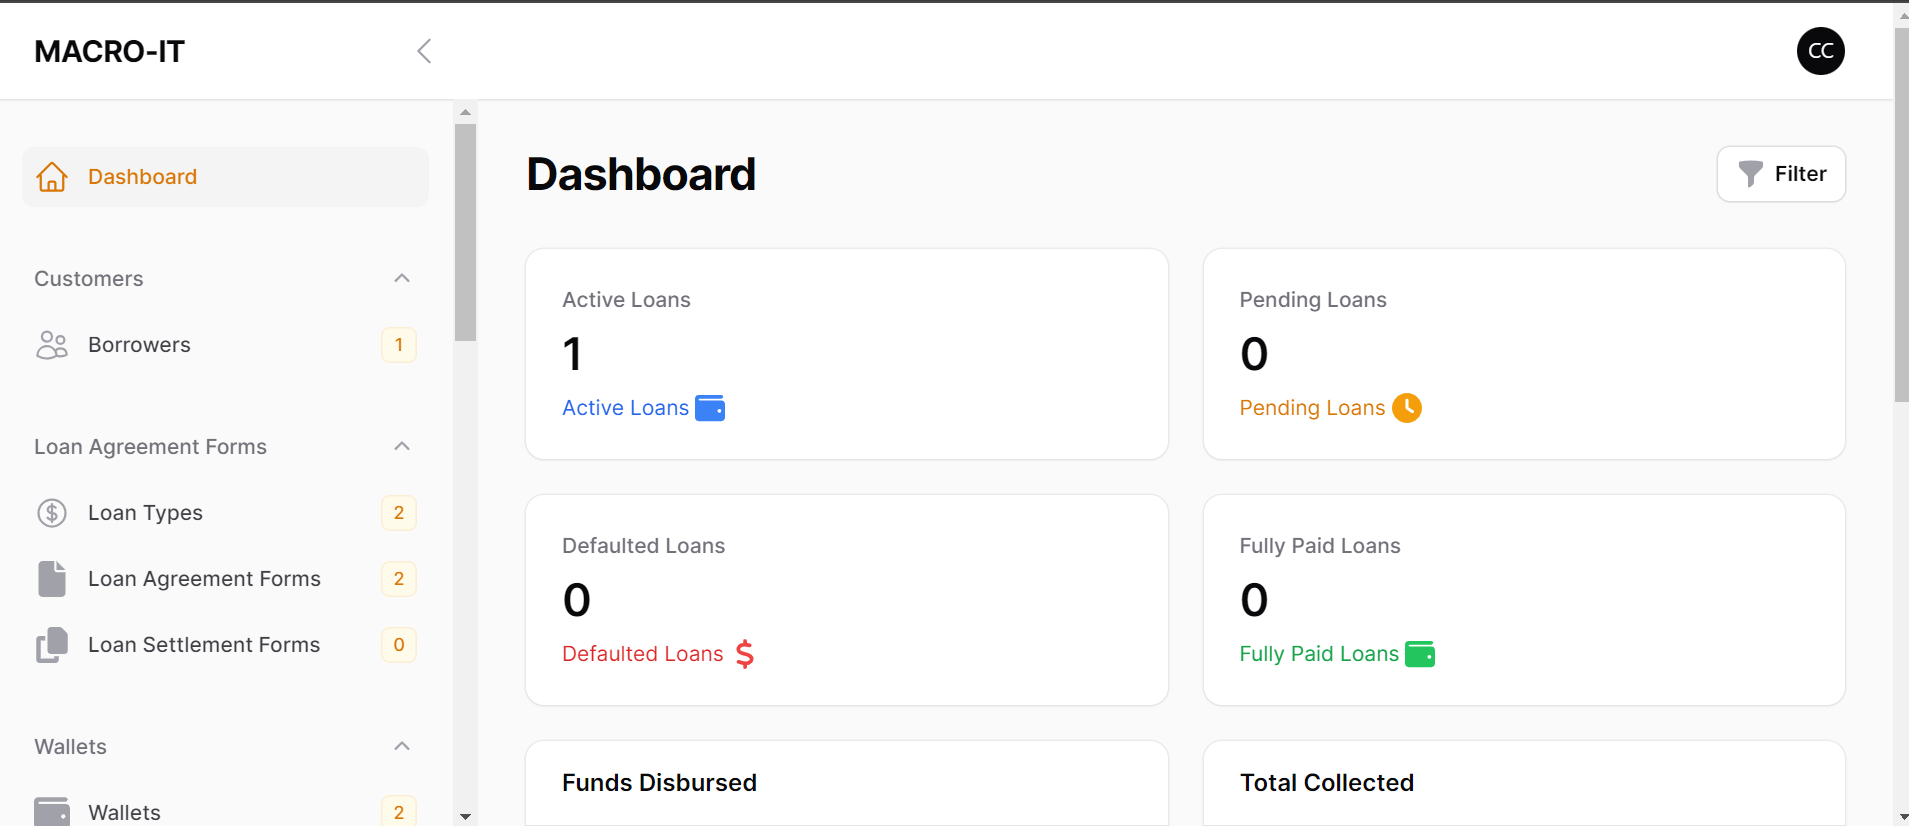 MACRO-IT
CC
Dashboard
Customers
Borrowers 1
Loan Agreement Forms
Loan Types 2
Loan Agreement Forms 2
Loan Settlement Forms 0
Wallets
Wallets 2
Dashboard
Filter
Active Loans
1
Active Loans
Pending Loans
0
Pending Loans
Defaulted Loans
0
Defaulted Loans
Fully Paid Loans
0
Fully Paid Loans
Funds Disbursed
Total Collected